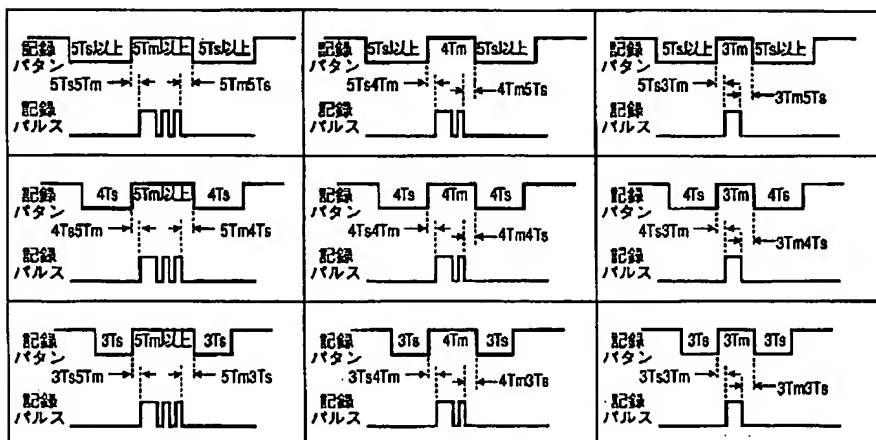 記録 5Ts以上 5Tm以上 5Ts以上
パタン
5Ts5Tm 5Tm5Ts
記録
パルス
記録 5Ts以上 4Tm 5Ts以上
パタン
5Ts4Tm 4Tm5Ts
記録
パルス
記録 5Ts以上 3Tm 5Ts以上
パタン
5Ts3Tm 3Tm5Ts
記録
パルス
記録 4Ts 5Tm以上 4Ts
パタン
4Ts5Tm 5Tm4Ts
記録
パルス
記録 4Ts 4Tm 4Ts
パタン
4Ts4Tm 4Tm4Ts
記録
パルス
記録 4Ts 3Tm 4Ts
パタン
4Ts3Tm 3Tm4Ts
記録
パルス
記録 3Ts 5Tm以上 3Ts
パタン
3Ts5Tm 5Tm3Ts
記録
パルス
記録 3Ts 4Tm 3Ts
パタン
3Ts4Tm 4Tm3Ts
記録
パルス
記録 3Ts 3Tm 3Ts
パタン
3Ts3Tm 3Tm3Ts
記録
パルス